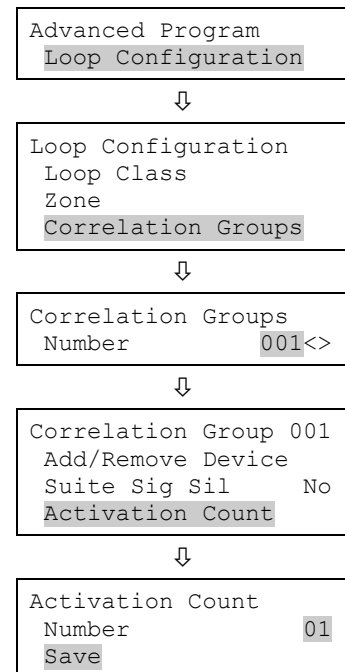 Advanced Program
Loop Configuration
⇩
Loop Configuration
Loop Class
Zone
Correlation Groups
⇩
Correlation Groups
Number 001<>
⇩
Correlation Group 001
Add/Remove Device
Suite Sig Sil No
Activation Count
⇩
Activation Count
Number 01
Save